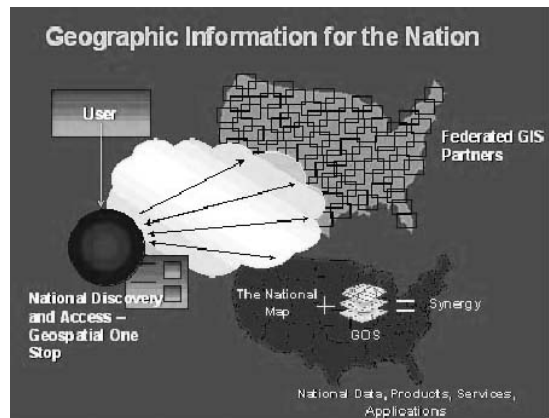 Geographic Information for the Nation
User
Federated GIS
Partners
National Discovery
and Access –
Geospatial One
Stop
The National
Map
+
GOS
=
Synergy
National Data, Products, Services,
Applications